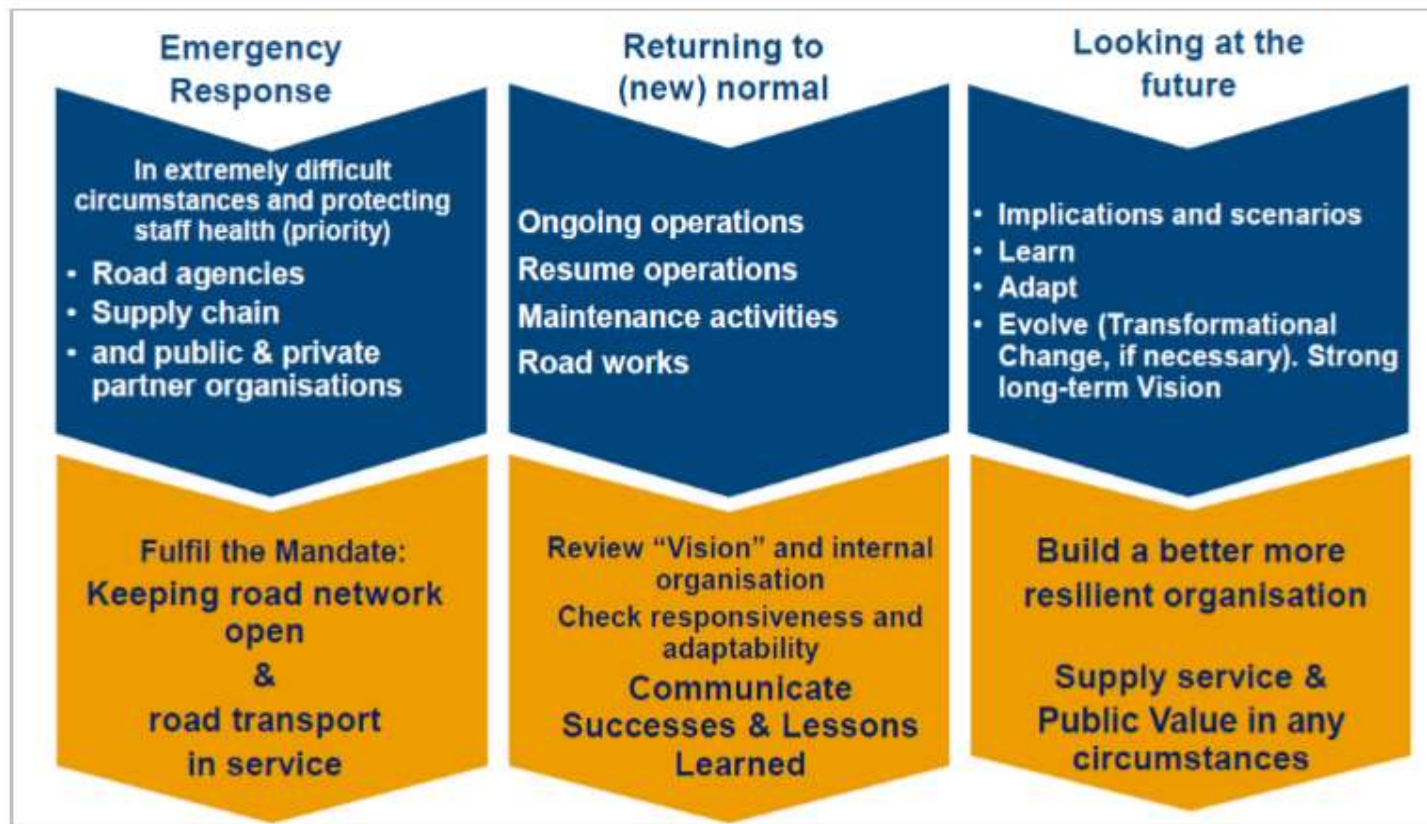 Emergency
Response
In extremely difficult
circumstances and protecting
staff health (priority)
• Road agencies
• Supply chain
• and public & private
partner organisations
Fulfil the Mandate:
Keeping road network
open
&
road transport
in service
Returning to
(new) normal
Ongoing operations
Resume operations
Maintenance activities
Road works
Review “Vision” and internal
organisation
Check responsiveness and
adaptability
Communicate
Successes & Lessons
Learned
Looking at the
future
• Implications and scenarios
• Learn
• Adapt
• Evolve (Transformational
Change, if necessary). Strong
long-term Vision
Build a better more
resilient organisation
Supply service &
Public Value in any
circumstances